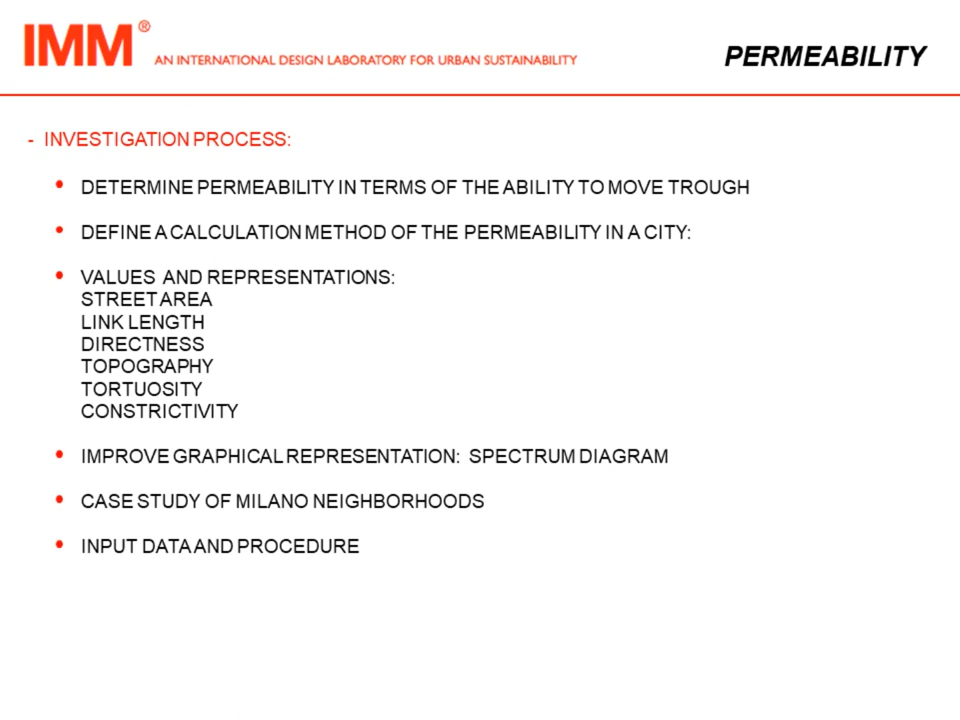 IMM®
AN INTERNATIONAL DESIGN LABORATORY FOR URBAN SUSTAINABILITY
PERMEABILITY
- INVESTIGATION PROCESS:
• DETERMINE PERMEABILITY IN TERMS OF THE ABILITY TO MOVE TROUGH
• DEFINE A CALCULATION METHOD OF THE PERMEABILITY IN A CITY:
• VALUES AND REPRESENTATIONS:
STREET AREA
LINK LENGTH
DIRECTNESS
TOPOGRAPHY
TORTUOSITY
CONSTRICTIVITY
• IMPROVE GRAPHICAL REPRESENTATION: SPECTRUM DIAGRAM
• CASE STUDY OF MILANO NEIGHBORHOODS
• INPUT DATA AND PROCEDURE